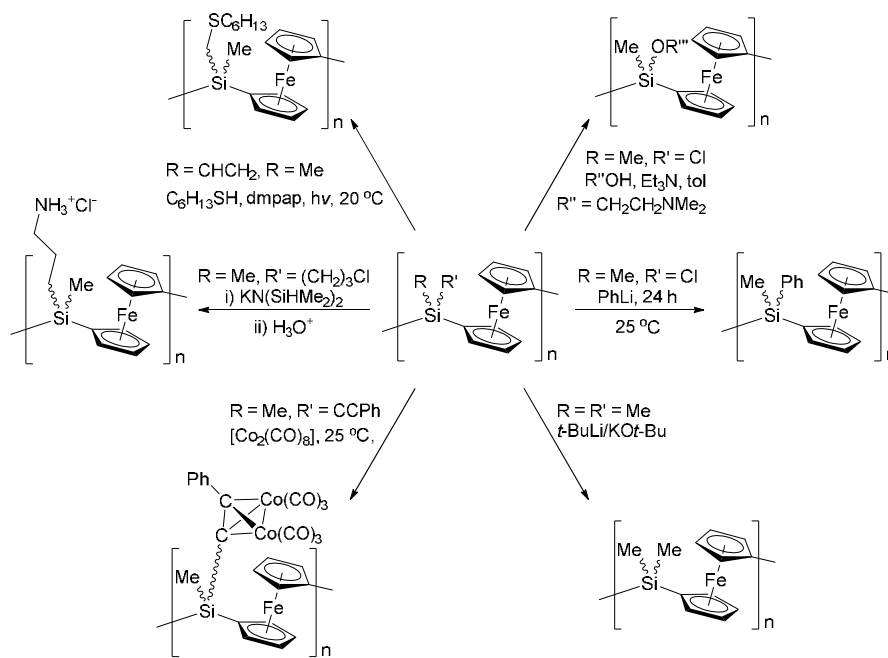 SC₆H₁₃
Me
Si
Fe
n
Me
OR'''
Si
Fe
n
R = CHCH₂, R = Me
C₆H₁₃SH, dmpap, hν, 20 ºC
R = Me, R' = Cl
R''OH, Et₃N, tol
R'' = CH₂CH₂NMe₂
NH₃⁺Cl⁻
Me
Si
Fe
n
R = Me, R' = (CH₂)₃Cl
i) KN(SiHMe₂)₂
ii) H₃O⁺
R
R'
Si
Fe
n
R = Me, R' = Cl
PhLi, 24 h
25 ºC
Me
Ph
Si
Fe
n
R = Me, R' = CCPh
[Co₂(CO)₈], 25 ºC,
R = R' = Me
t-BuLi/KOt-Bu
Ph
C
Co(CO)₃
C
Co(CO)₃
Me
Si
Fe
n
Me
Me
Si
Fe
n